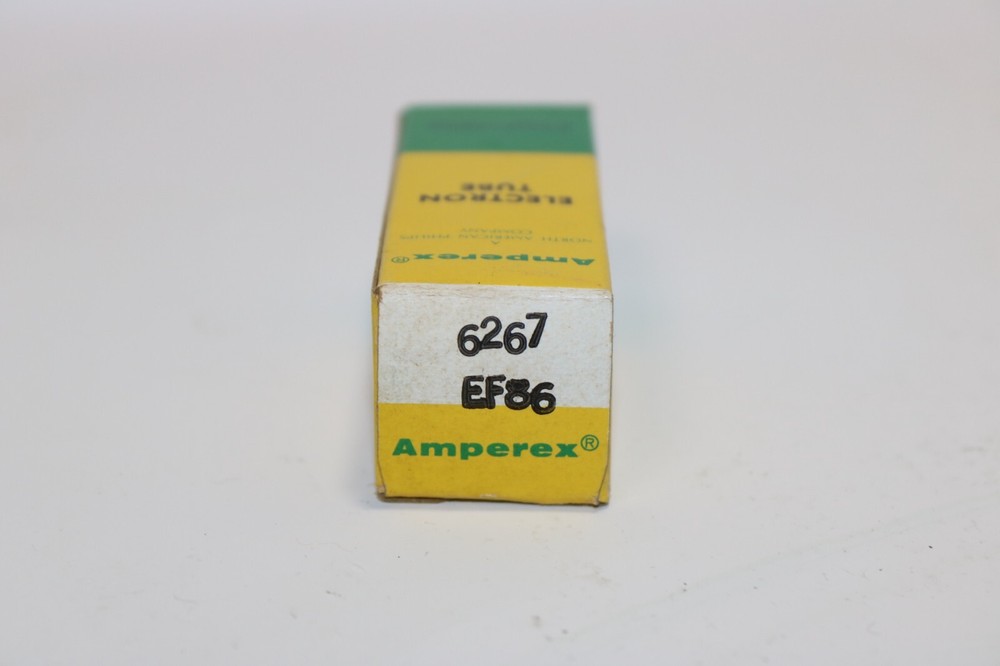 6267
EF86
Amperex®
Amperex®
A
NORTH AMERICAN PHILIPS
COMPANY
ELECTRON
TUBE